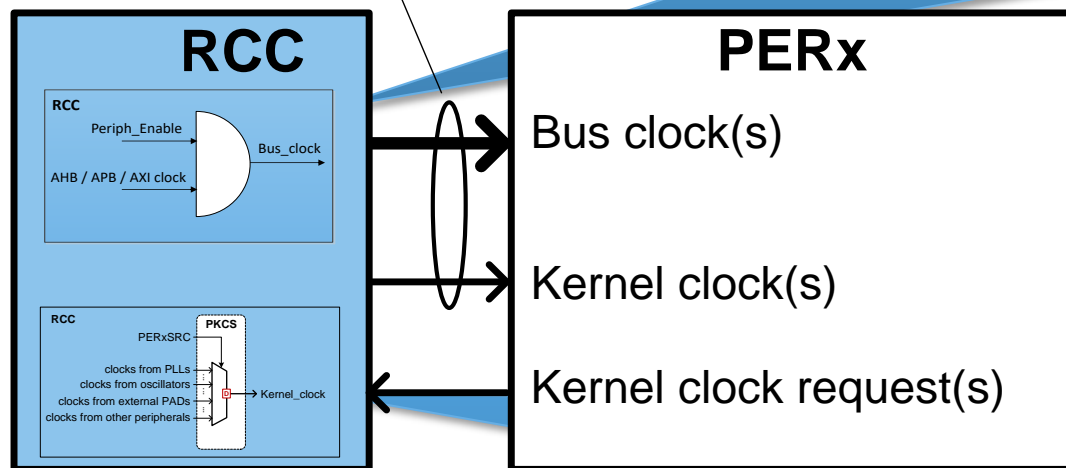 RCC
PERx
RCC
Periph_Enable
Bus_clock
AHB / APB / AXI clock
Bus clock(s)
Kernel clock(s)
RCC
PKCS
PERxSRC
clocks from PLLs
clocks from oscillators
clocks from external PADs
clocks from other peripherals
D
Kernel_clock
Kernel clock request(s)